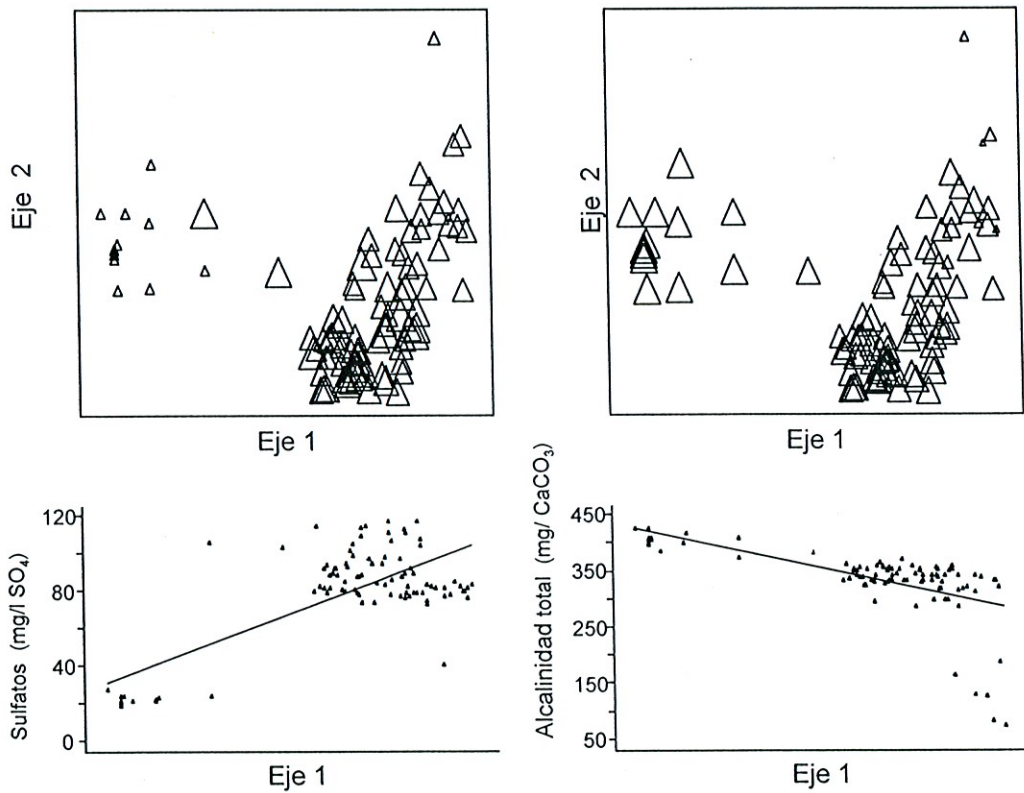 Eje 2
Eje 1
Eje 2
Eje 1
Sulfatos (mg/l SO₄)
120
80
40
0
Eje 1
Alcalinidad total (mg/ CaCO₃)
450
350
250
150
50
Eje 1